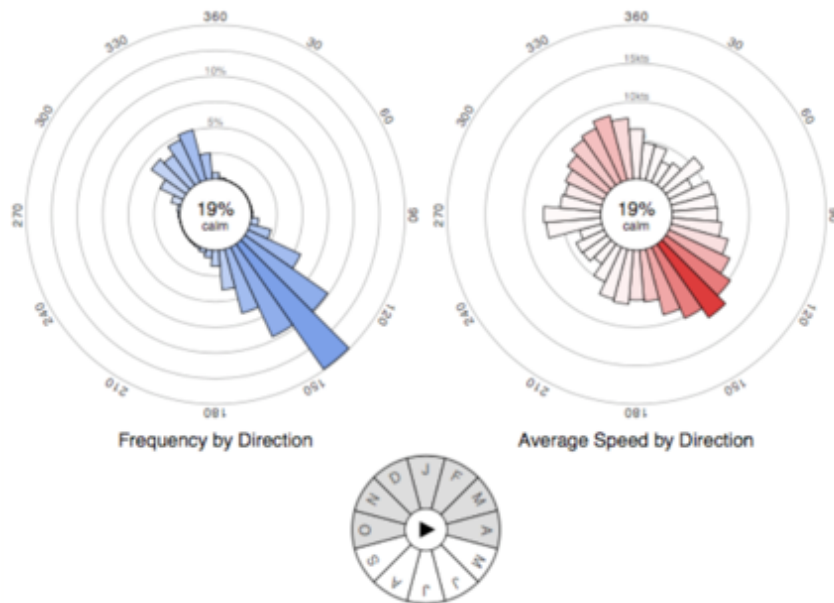 360
330
30
300
60
270
90
240
120
210
150
180
10%
5%
19%
calm
Frequency by Direction
360
330
30
300
60
270
90
240
120
210
150
180
15kts
10kts
19%
calm
Average Speed by Direction
J
F
M
A
M
J
J
A
S
O
N
D